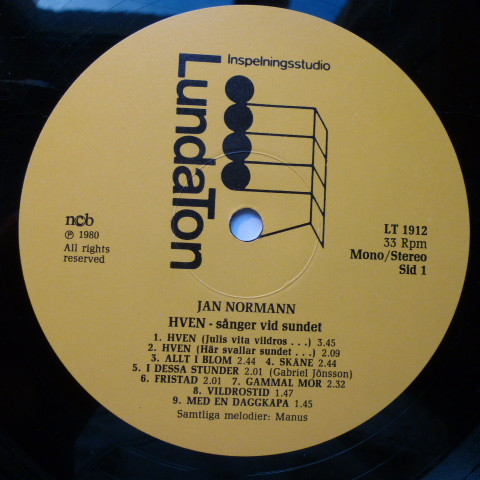 Inspelningsstudio
LundaTon
ncb
℗ 1980
All rights
reserved
LT 1912
33 Rpm
Mono/Stereo
Sid 1
JAN NORMANN
HVEN - sånger vid sundet
1. HVEN (Julis vita vildros . . .) 3.45
2. HVEN (Här svallar sundet . . .) 2.09
3. ALLT I BLOM 2.44 4. SKÅNE 2.44
5. I DESSA STUNDER 2.01 (Gabriel Jönsson)
6. FRISTAD 2.01 7. GAMMAL MOR 2.32
8. VILDROSTID 1.47
9. MED EN DAGGKAPA 1.45
Samtliga melodier: Manus